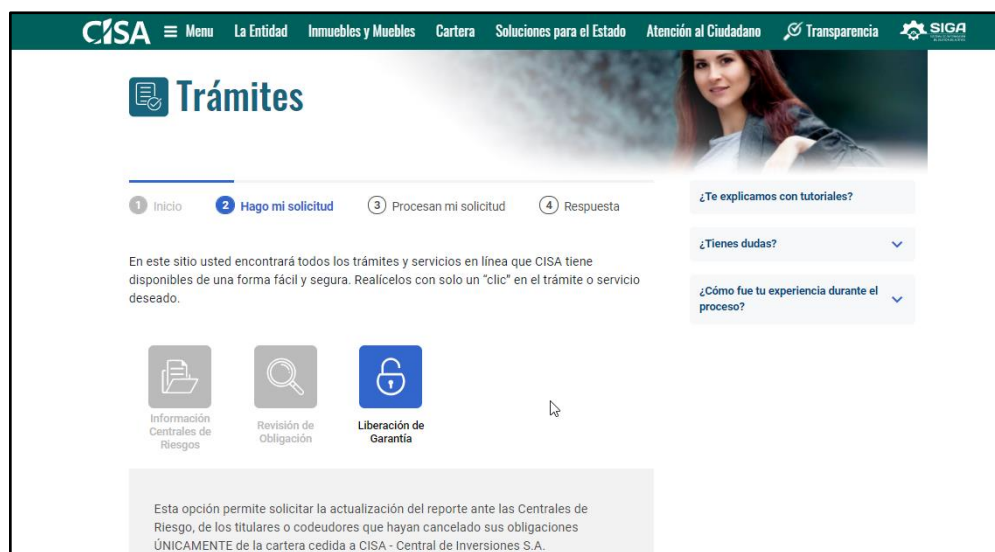 CISA ≡ Menu La Entidad Inmuebles y Muebles Cartera Soluciones para el Estado Atención al Ciudadano Transparencia SIGA
Trámites
1 Inicio 2 Hago mi solicitud 3 Procesan mi solicitud 4 Respuesta
En este sitio usted encontrará todos los trámites y servicios en línea que CISA tiene
disponibles de una forma fácil y segura. Realícelos con solo un “clic” en el trámite o servicio
deseado.
¿Te explicamos con tutoriales?
¿Tienes dudas?
¿Cómo fue tu experiencia durante el
proceso?
Información
Centrales de
Riesgos
Revisión de
Obligación
Liberación de
Garantía
Esta opción permite solicitar la actualización del reporte ante las Centrales de
Riesgo, de los titulares o codeudores que hayan cancelado sus obligaciones
ÚNICAMENTE de la cartera cedida a CISA - Central de Inversiones S.A.